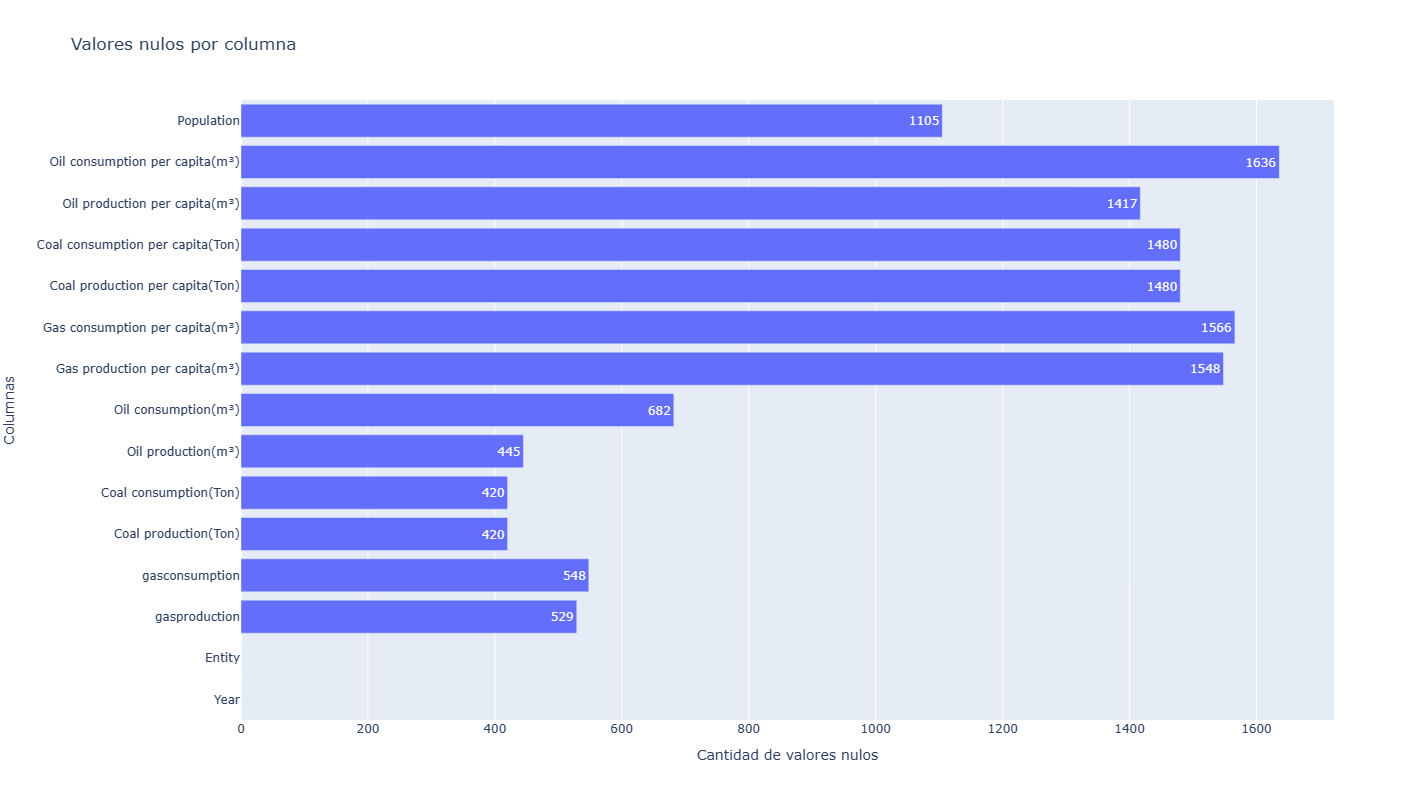 Valores nulos por columna
Population
1105
Oil consumption per capita(m³)
1636
Oil production per capita(m³)
1417
Coal consumption per capita(Ton)
1480
Coal production per capita(Ton)
1480
Gas consumption per capita(m³)
1566
Gas production per capita(m³)
1548
Oil consumption(m³)
682
Oil production(m³)
445
Coal consumption(Ton)
420
Coal production(Ton)
420
gasconsumption
548
gasproduction
529
Entity
Year
Columnas
0 200 400 600 800 1000 1200 1400 1600
Cantidad de valores nulos